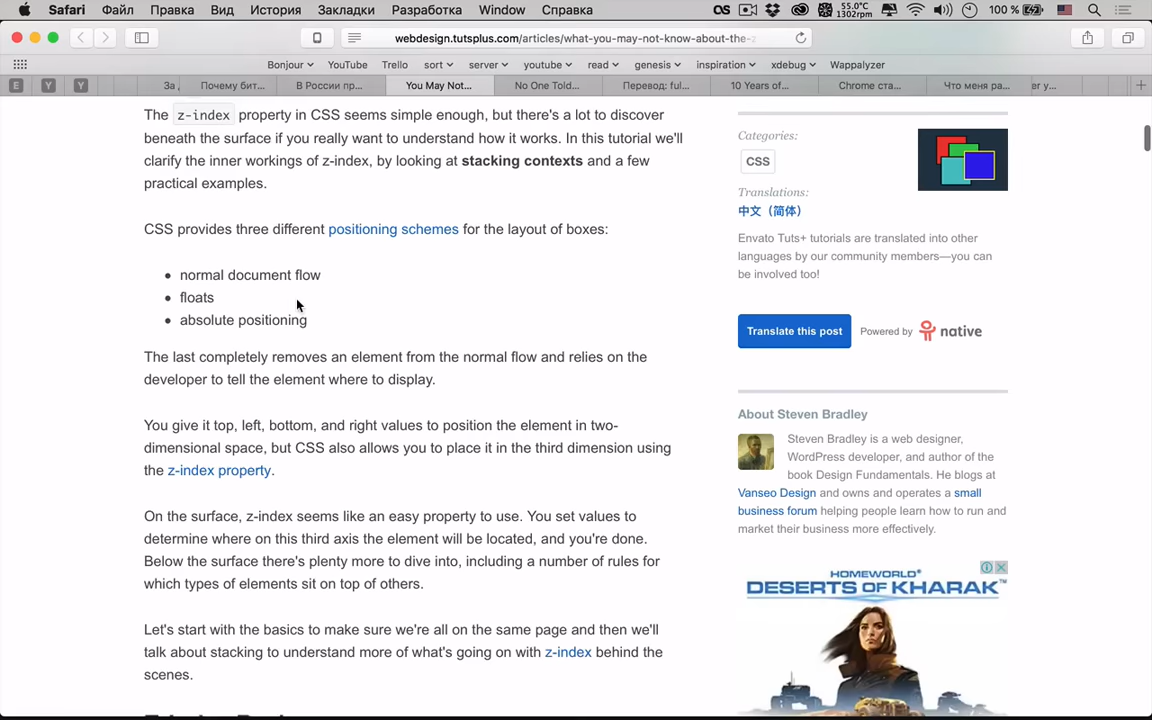 Safari Файл Правка Вид История Закладки Разработка Window Справка
55.0°C
1302rpm
100 %
webdesign.tutsplus.com/articles/what-you-may-not-know-about-the-z
Bonjour YouTube Trello sort server youtube read genesis inspiration xdebug Wappalyzer
E Y Y За д Почему бит... В России пр... You May Not... No One Told... Перевод: ful... 10 Years of... Chrome ста... Что меня ра... er y...
The z-index property in CSS seems simple enough, but there's a lot to discover
beneath the surface if you really want to understand how it works. In this tutorial we'll
clarify the inner workings of z-index, by looking at stacking contexts and a few
practical examples.
CSS provides three different positioning schemes for the layout of boxes:
• normal document flow
• floats
• absolute positioning
The last completely removes an element from the normal flow and relies on the
developer to tell the element where to display.
You give it top, left, bottom, and right values to position the element in two-
dimensional space, but CSS also allows you to place it in the third dimension using
the z-index property.
On the surface, z-index seems like an easy property to use. You set values to
determine where on this third axis the element will be located, and you're done.
Below the surface there's plenty more to dive into, including a number of rules for
which types of elements sit on top of others.
Let's start with the basics to make sure we're all on the same page and then we'll
talk about stacking to understand more of what's going on with z-index behind the
scenes.
Categories:
CSS
Translations:
中文（简体）
Envato Tuts+ tutorials are translated into other
languages by our community members—you can
be involved too!
Translate this post Powered by native
About Steven Bradley
Steven Bradley is a web designer,
WordPress developer, and author of the
book Design Fundamentals. He blogs at
Vanseo Design and owns and operates a small
business forum helping people learn how to run and
market their business more effectively.
HOMEWORLD®
DESERTS OF KHARAK™